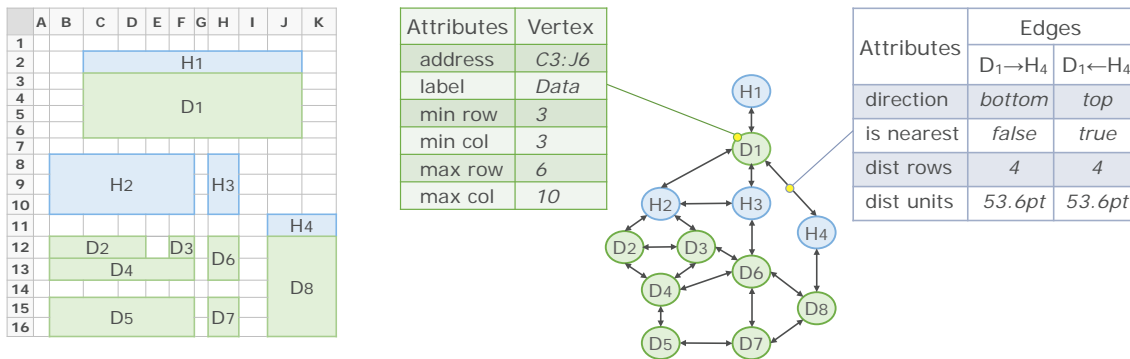 A B C D E F G H I J K
1
2 H1
3
4 D1
5
6
7
8
9 H2 H3
10
11 H4
12 D2 D3
13 D4 D6
14 D8
15 D5 D7
16
Attributes Vertex
address C3:J6
label Data
min row 3
min col 3
max row 6
max col 10
H1
D1
H2 H3
H4
D2 D3
D6
D4
D8
D5 D7
Attributes Edges
D₁→H₄ D₁←H₄
direction bottom top
is nearest false true
dist rows 4 4
dist units 53.6pt 53.6pt